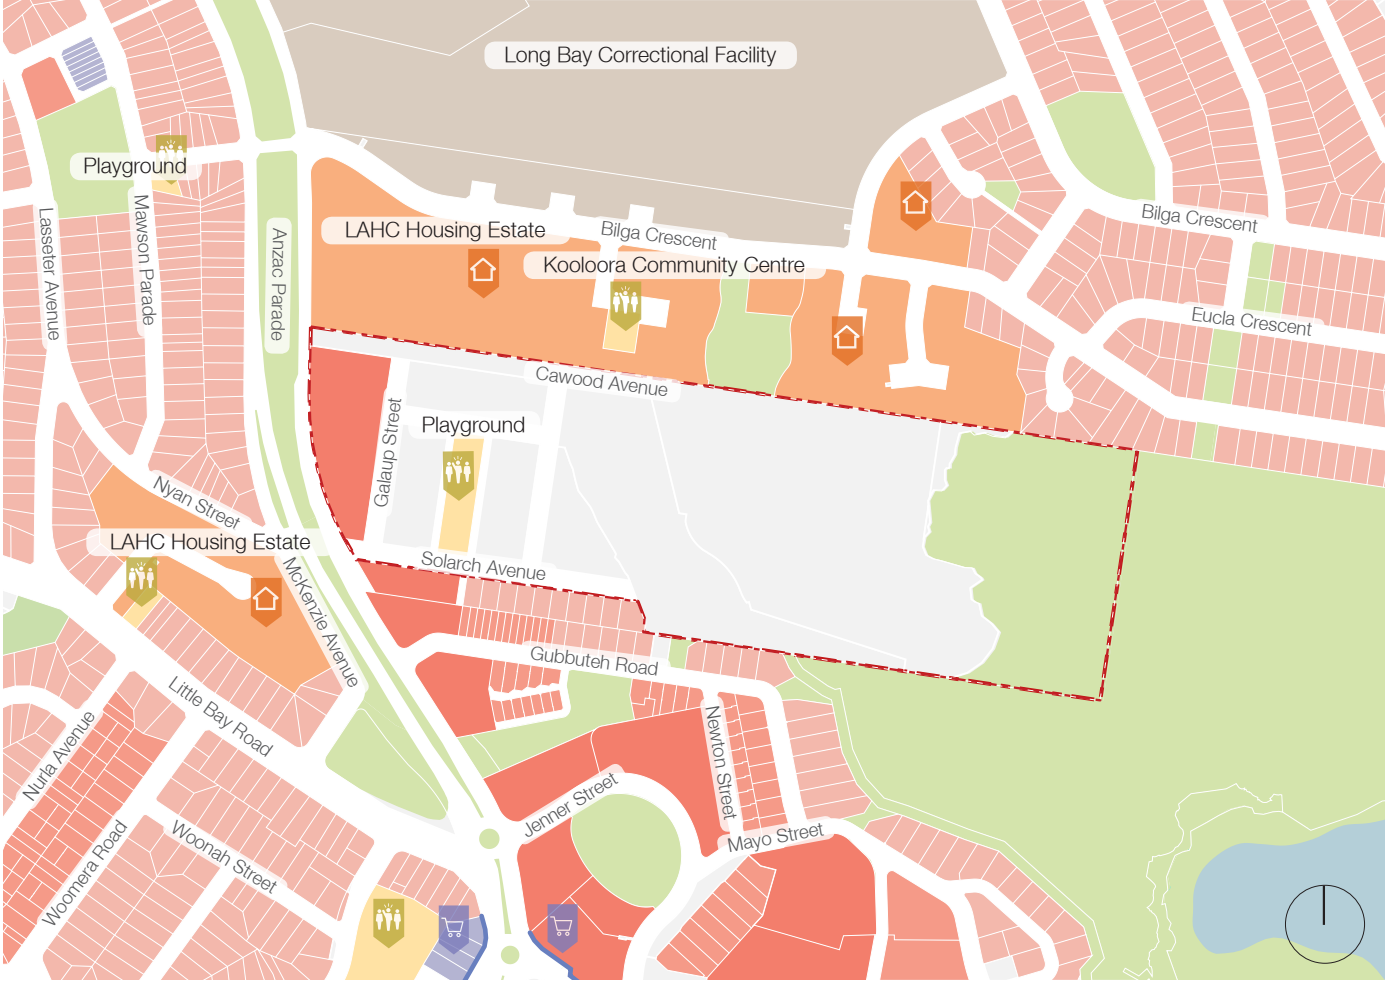 Long Bay Correctional Facility
Playground
Lasseter Avenue
Mawson Parade
Anzac Parade
LAHC Housing Estate
Bilga Crescent
Bilga Crescent
Kooloora Community Centre
Eucla Crescent
Cawood Avenue
Galaup Street
Playground
Nyan Street
LAHC Housing Estate
McKenzie Avenue
Solarch Avenue
Gubbuteh Road
Little Bay Road
Nurla Avenue
Newton Street
Jenner Street
Mayo Street
Woomera Road
Woonah Street